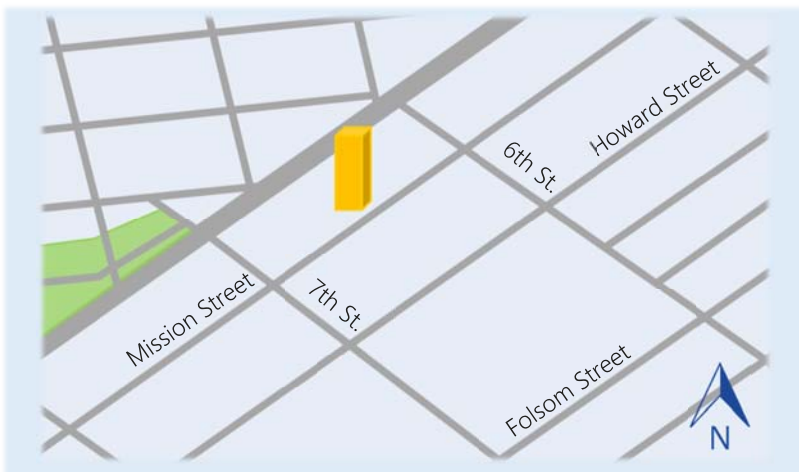 Howard Street
6th St.
Mission Street
7th St.
Folsom Street
N